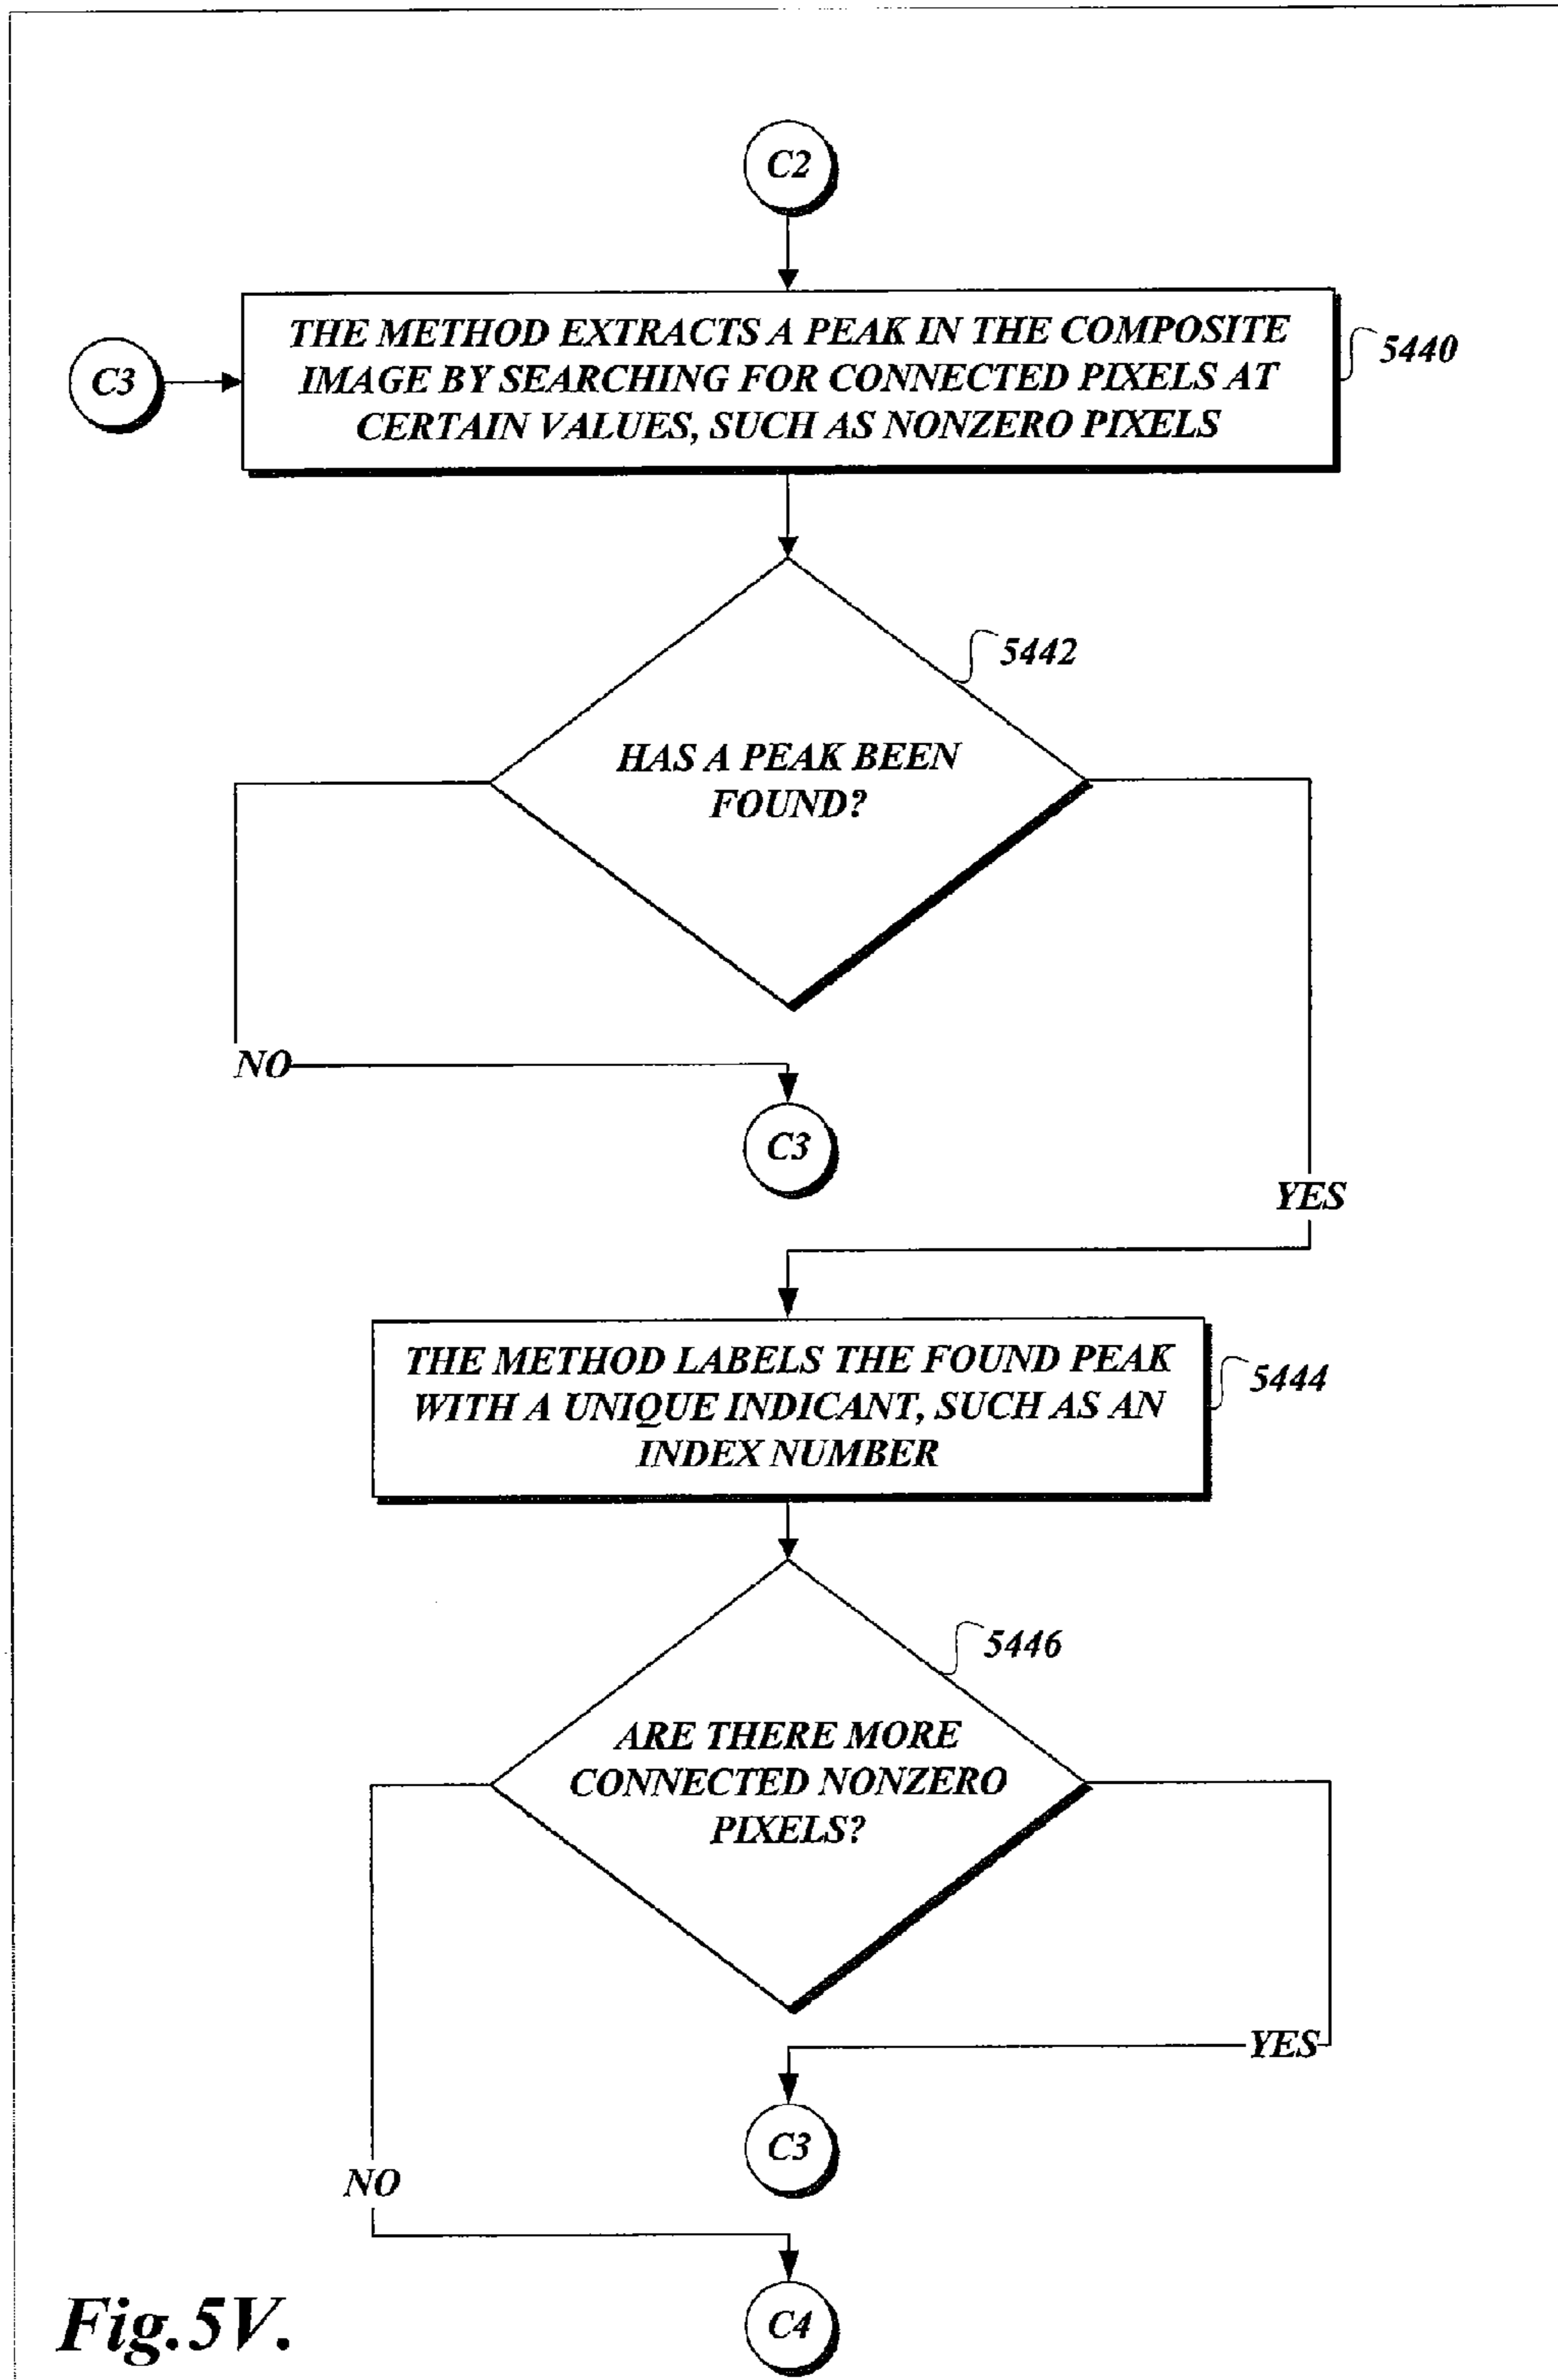 C2
THE METHOD EXTRACTS A PEAK IN THE COMPOSITE
IMAGE BY SEARCHING FOR CONNECTED PIXELS AT
CERTAIN VALUES, SUCH AS NONZERO PIXELS
5440
C3
5442
HAS A PEAK BEEN
FOUND?
NO
C3
YES
THE METHOD LABELS THE FOUND PEAK
WITH A UNIQUE INDICANT, SUCH AS AN
INDEX NUMBER
5444
5446
ARE THERE MORE
CONNECTED NONZERO
PIXELS?
YES
C3
NO
C4
Fig.5V.